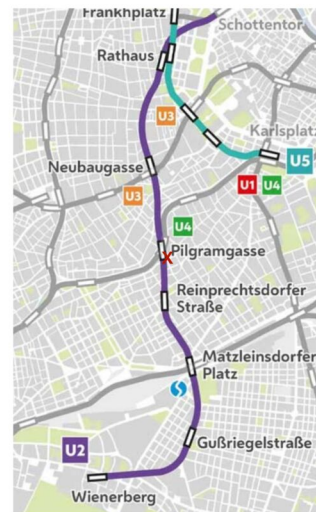 Frankhplatz
Schottentor
Rathaus
U3
Karlsplatz
U5
Neubaugasse
U1 U4
U3
U4
Pilgramgasse
Reinprechtsdorfer
Straße
Matzleinsdorfer
Platz
U2
Gußriegelstraße
Wienerberg